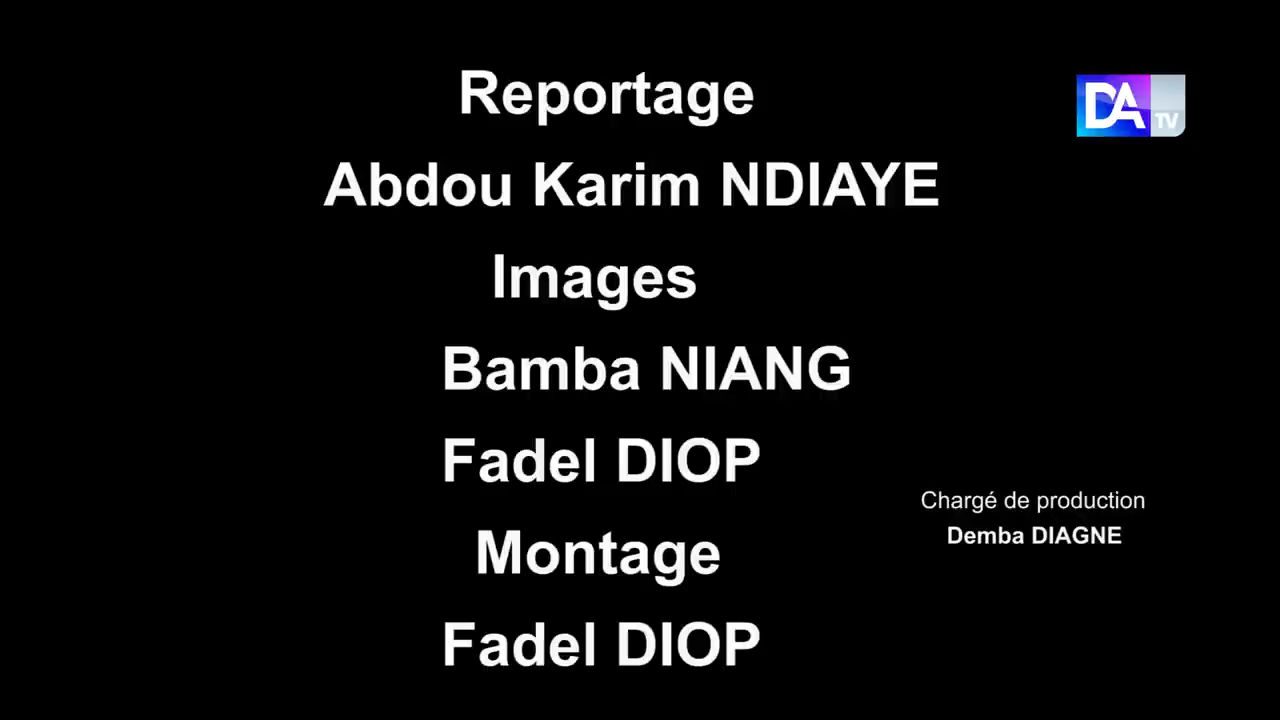 Reportage
DA TV
Abdou Karim NDIAYE
Images
Bamba NIANG
Fadel DIOP
Chargé de production
Demba DIAGNE
Montage
Fadel DIOP